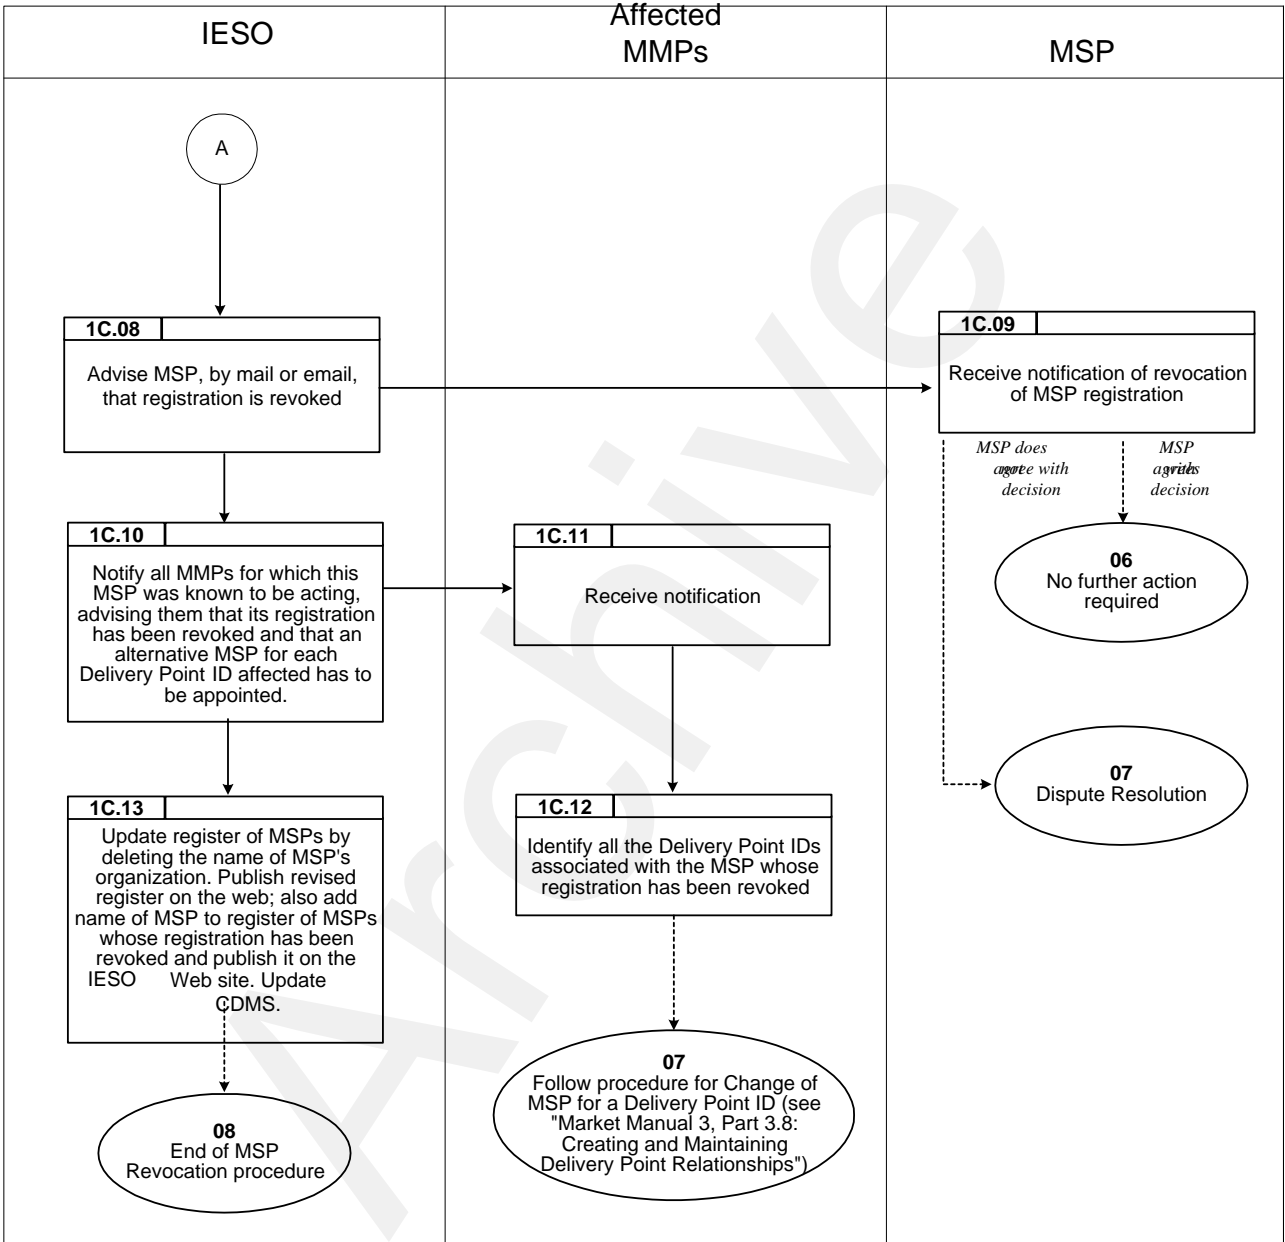 IESO
Affected
MMPs
MSP
A
1C.08
Advise MSP, by mail or email,
that registration is revoked
1C.09
Receive notification of revocation
of MSP registration
MSP does
not agree with
decision
MSP
agrees with
decision
1C.10
Notify all MMPs for which this
MSP was known to be acting,
advising them that its registration
has been revoked and that an
alternative MSP for each
Delivery Point ID affected has to
be appointed.
1C.11
Receive notification
06
No further action
required
07
Dispute Resolution
1C.13
Update register of MSPs by
deleting the name of MSP's
organization. Publish revised
register on the web; also add
name of MSP to register of MSPs
whose registration has been
revoked and publish it on the
IESO Web site. Update
CDMS.
1C.12
Identify all the Delivery Point IDs
associated with the MSP whose
registration has been revoked
07
Follow procedure for Change of
MSP for a Delivery Point ID (see
"Market Manual 3, Part 3.8:
Creating and Maintaining
Delivery Point Relationships")
08
End of MSP
Revocation procedure
Archive